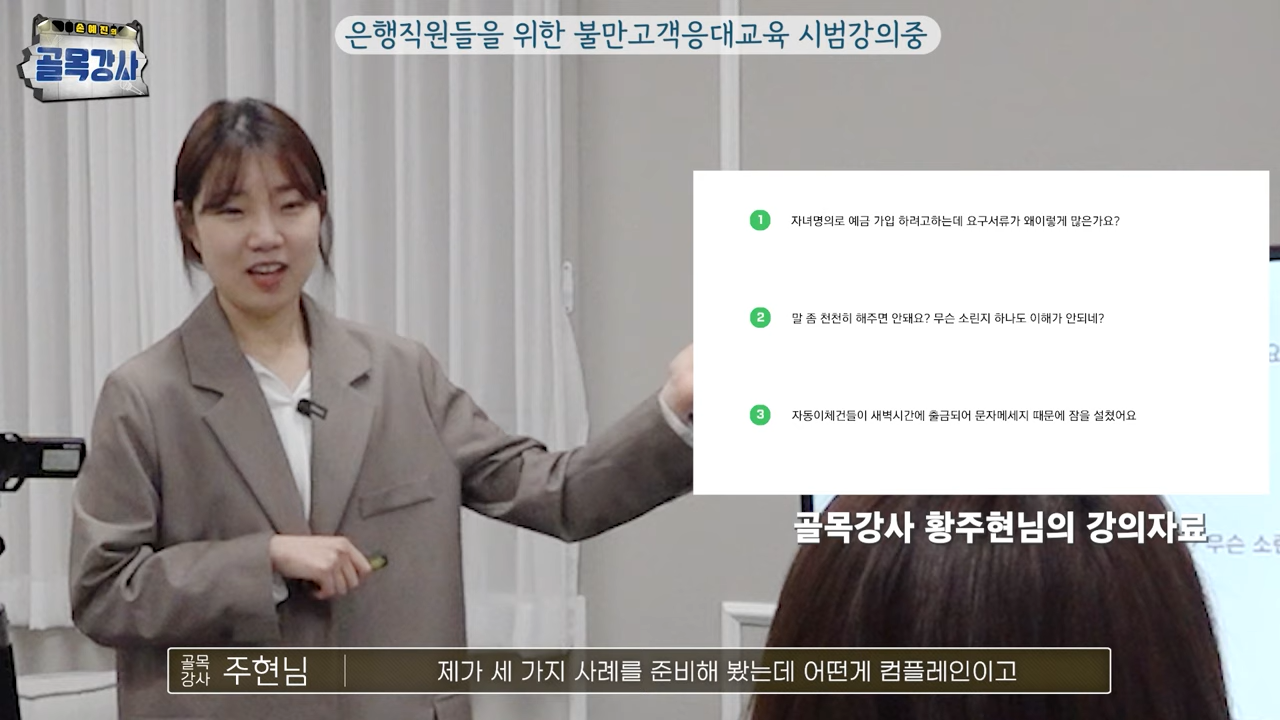 손혜진의
골목강사
은행직원들을 위한 불만고객응대교육 시범강의중
1 자녀명의로 예금 가입 하려고하는데 요구서류가 왜이렇게 많은가요?
2 말 좀 천천히 해주면 안돼요? 무슨 소린지 하나도 이해가 안되네?
3 자동이체건들이 새벽시간에 출금되어 문자메세지 때문에 잠을 설쳤어요
골목강사 황주현님의 강의자료
무슨 소린
골목
강사
주현님
제가 세 가지 사례를 준비해 봤는데 어떤게 컴플레인이고